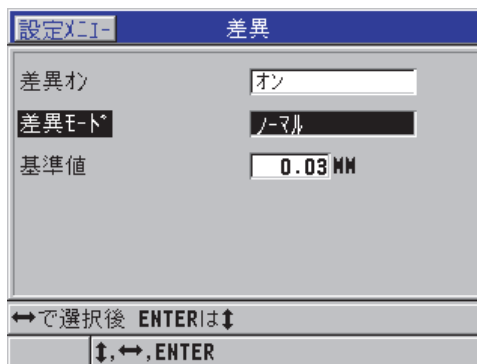 設定ﾒﾆｭｰ 差異
差異ｵﾝ ｵﾝ
差異ﾓｰﾄﾞ ﾉｰﾏﾙ
基準値 0.03 MM
↔で選択後 ENTERは↕
↕,↔,ENTER